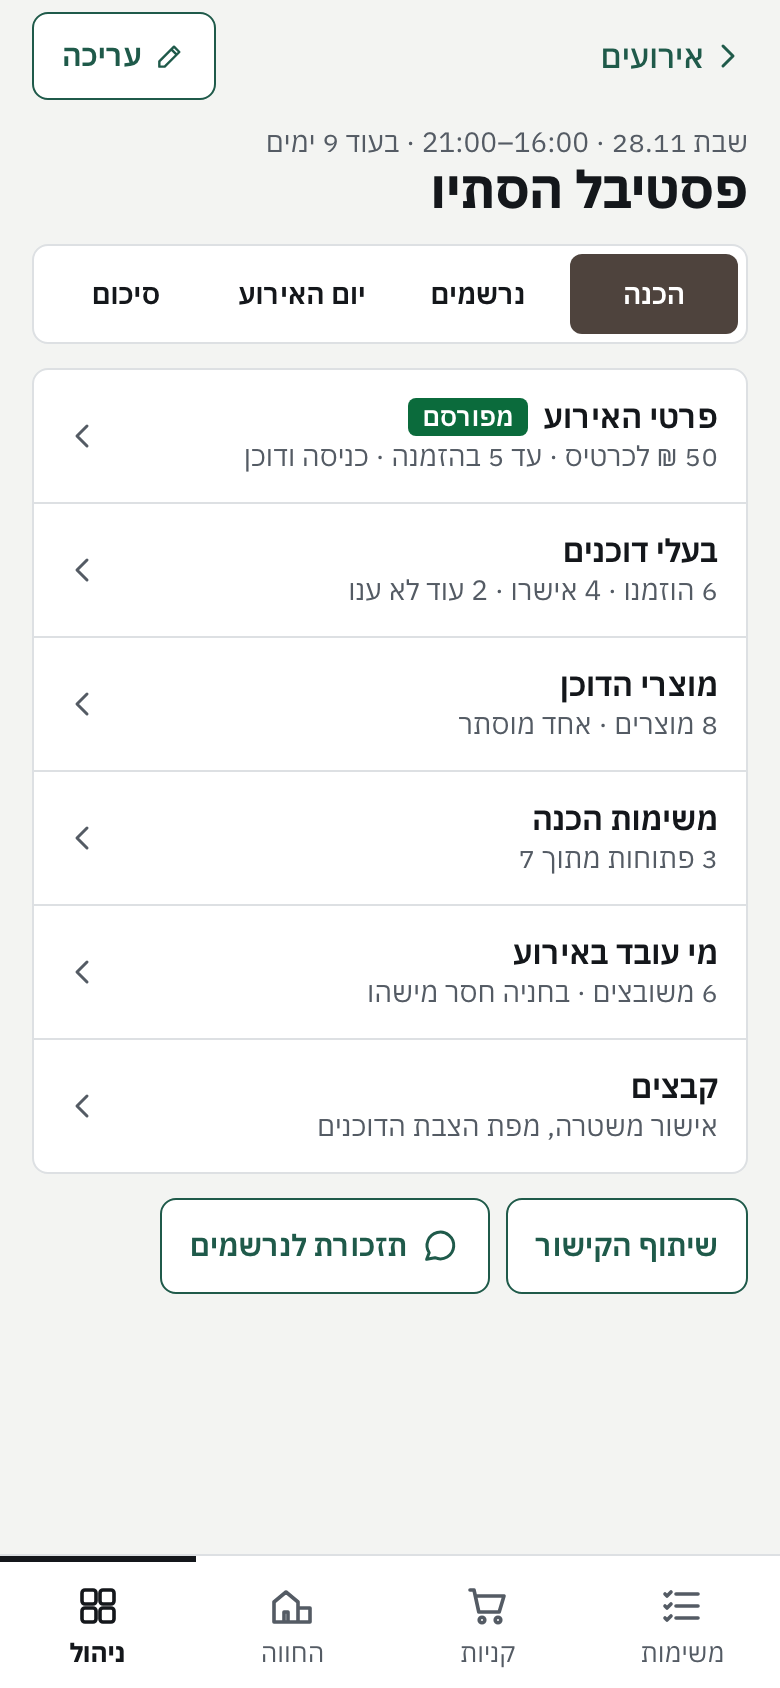 אירועים
עריכה
שבת 28.11 · 16:00–21:00 · בעוד 9 ימים
פסטיבל הסתיו
הכנה
נרשמים
יום האירוע
סיכום
פרטי האירוע מפורסם
50 ₪ לכרטיס · עד 5 בהזמנה · כניסה ודוכן
בעלי דוכנים
6 הוזמנו · 4 אישרו · 2 עוד לא ענו
מוצרי הדוכן
8 מוצרים · אחד מוסתר
משימות הכנה
3 פתוחות מתוך 7
מי עובד באירוע
6 משובצים · בחניה חסר מישהו
קבצים
אישור משטרה, מפת הצבת הדוכנים
שיתוף הקישור
תזכורת לנרשמים
משימות
קניות
החווה
ניהול